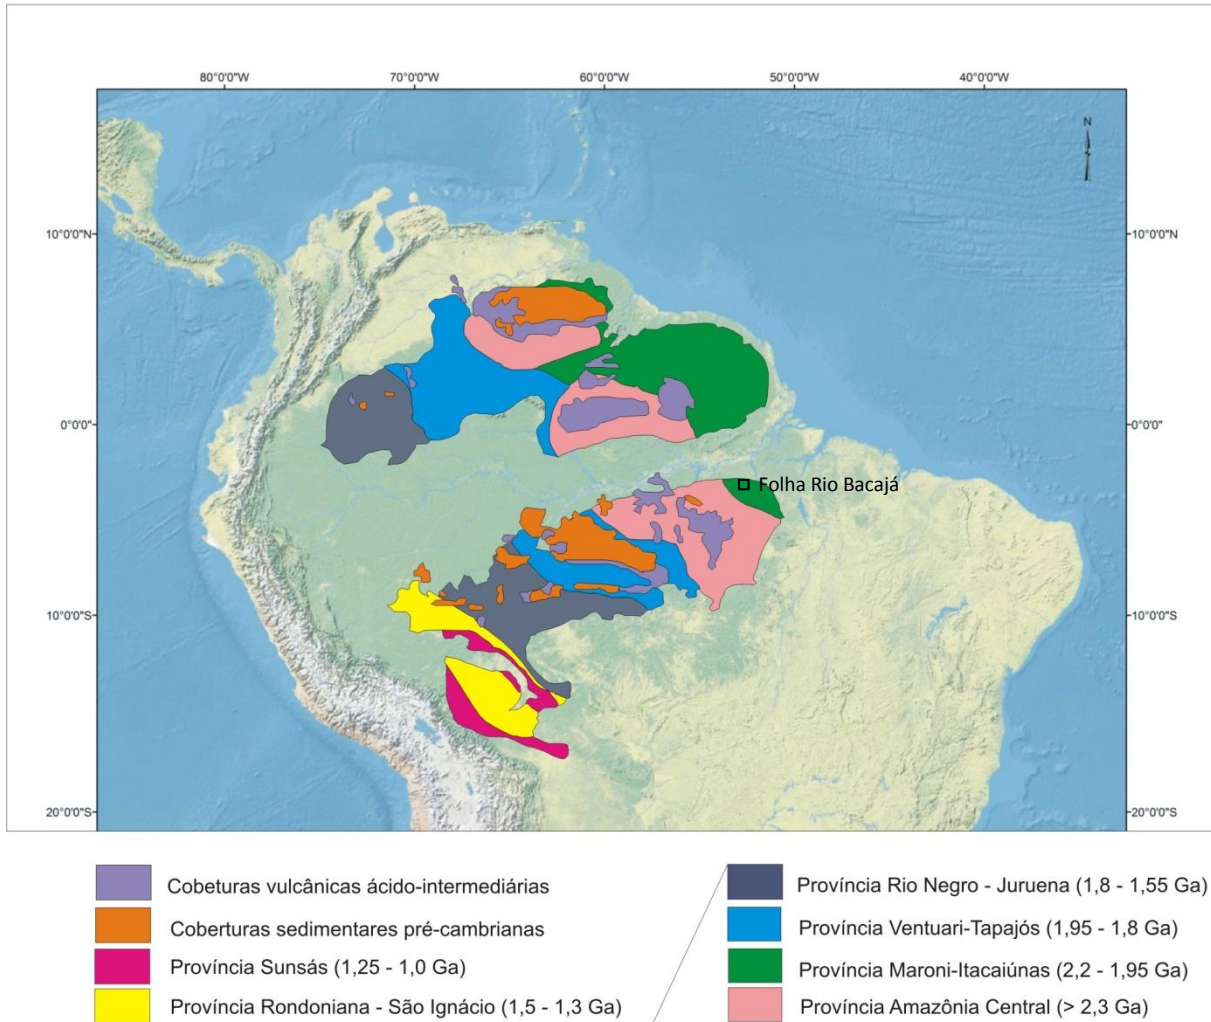 80°0'0"W 70°0'0"W 60°0'0"W 50°0'0"W 40°0'0"W
N
10°0'0"N 10°0'0"N
0°0'0" 0°0'0"
Folha Rio Bacajá
10°0'0"S 10°0'0"S
20°0'0"S 20°0'0"S
Cobeturas vulcânicas ácido-intermediárias
Coberturas sedimentares pré-cambrianas
Província Sunsás (1,25 - 1,0 Ga)
Província Rondoniana - São Ignácio (1,5 - 1,3 Ga)
Província Rio Negro - Juruena (1,8 - 1,55 Ga)
Província Ventuari-Tapajós (1,95 - 1,8 Ga)
Província Maroni-Itacaiúnas (2,2 - 1,95 Ga)
Província Amazônia Central (> 2,3 Ga)